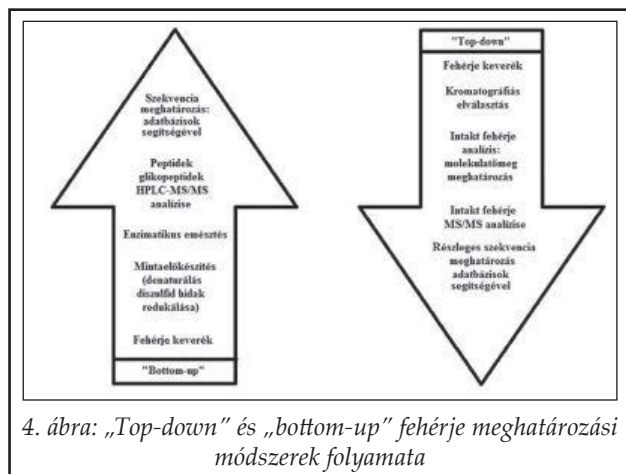 Szekvencia
meghatározás:
adatbázisok
segítségével
Peptidek
glikopeptidek
HPLC-MS/MS
analízise
Enzimatikus emésztés
Mintaelőkészítés
(denaturálás
diszulfid hidak
redukálása)
Fehérje keverék
"Bottom-up"
"Top-down"
Fehérje keverék
Kromatográfiás
elválasztás
Intakt fehérje
analízis:
molekulatömeg
meghatározás
Intakt fehérje
MS/MS analízise
Részleges szekvencia
meghatározás
adatbázisok
segítségével
4. ábra: „Top-down” és „bottom-up” fehérje meghatározási
módszerek folyamata